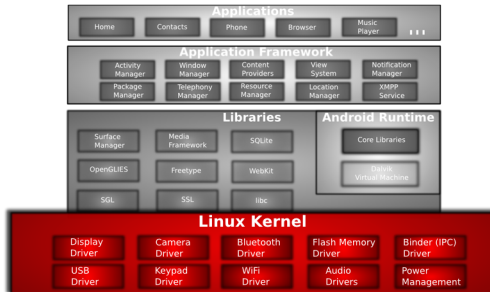 Applications
Home
Contacts
Phone
Browser
Music
Player
Application Framework
Activity
Manager
Window
Manager
Content
Providers
View
System
Notification
Manager
Package
Manager
Telephony
Manager
Resource
Manager
Location
Manager
XMPP
Service
Libraries
Surface
Manager
Media
Framework
SQLite
OpenGLIES
Freetype
WebKit
SGL
SSL
libc
Android Runtime
Core Libraries
Dalvik
Virtual Machine
Linux Kernel
Display
Driver
Camera
Driver
Bluetooth
Driver
Flash Memory
Driver
Binder (IPC)
Driver
USB
Driver
Keypad
Driver
WiFi
Driver
Audio
Drivers
Power
Management